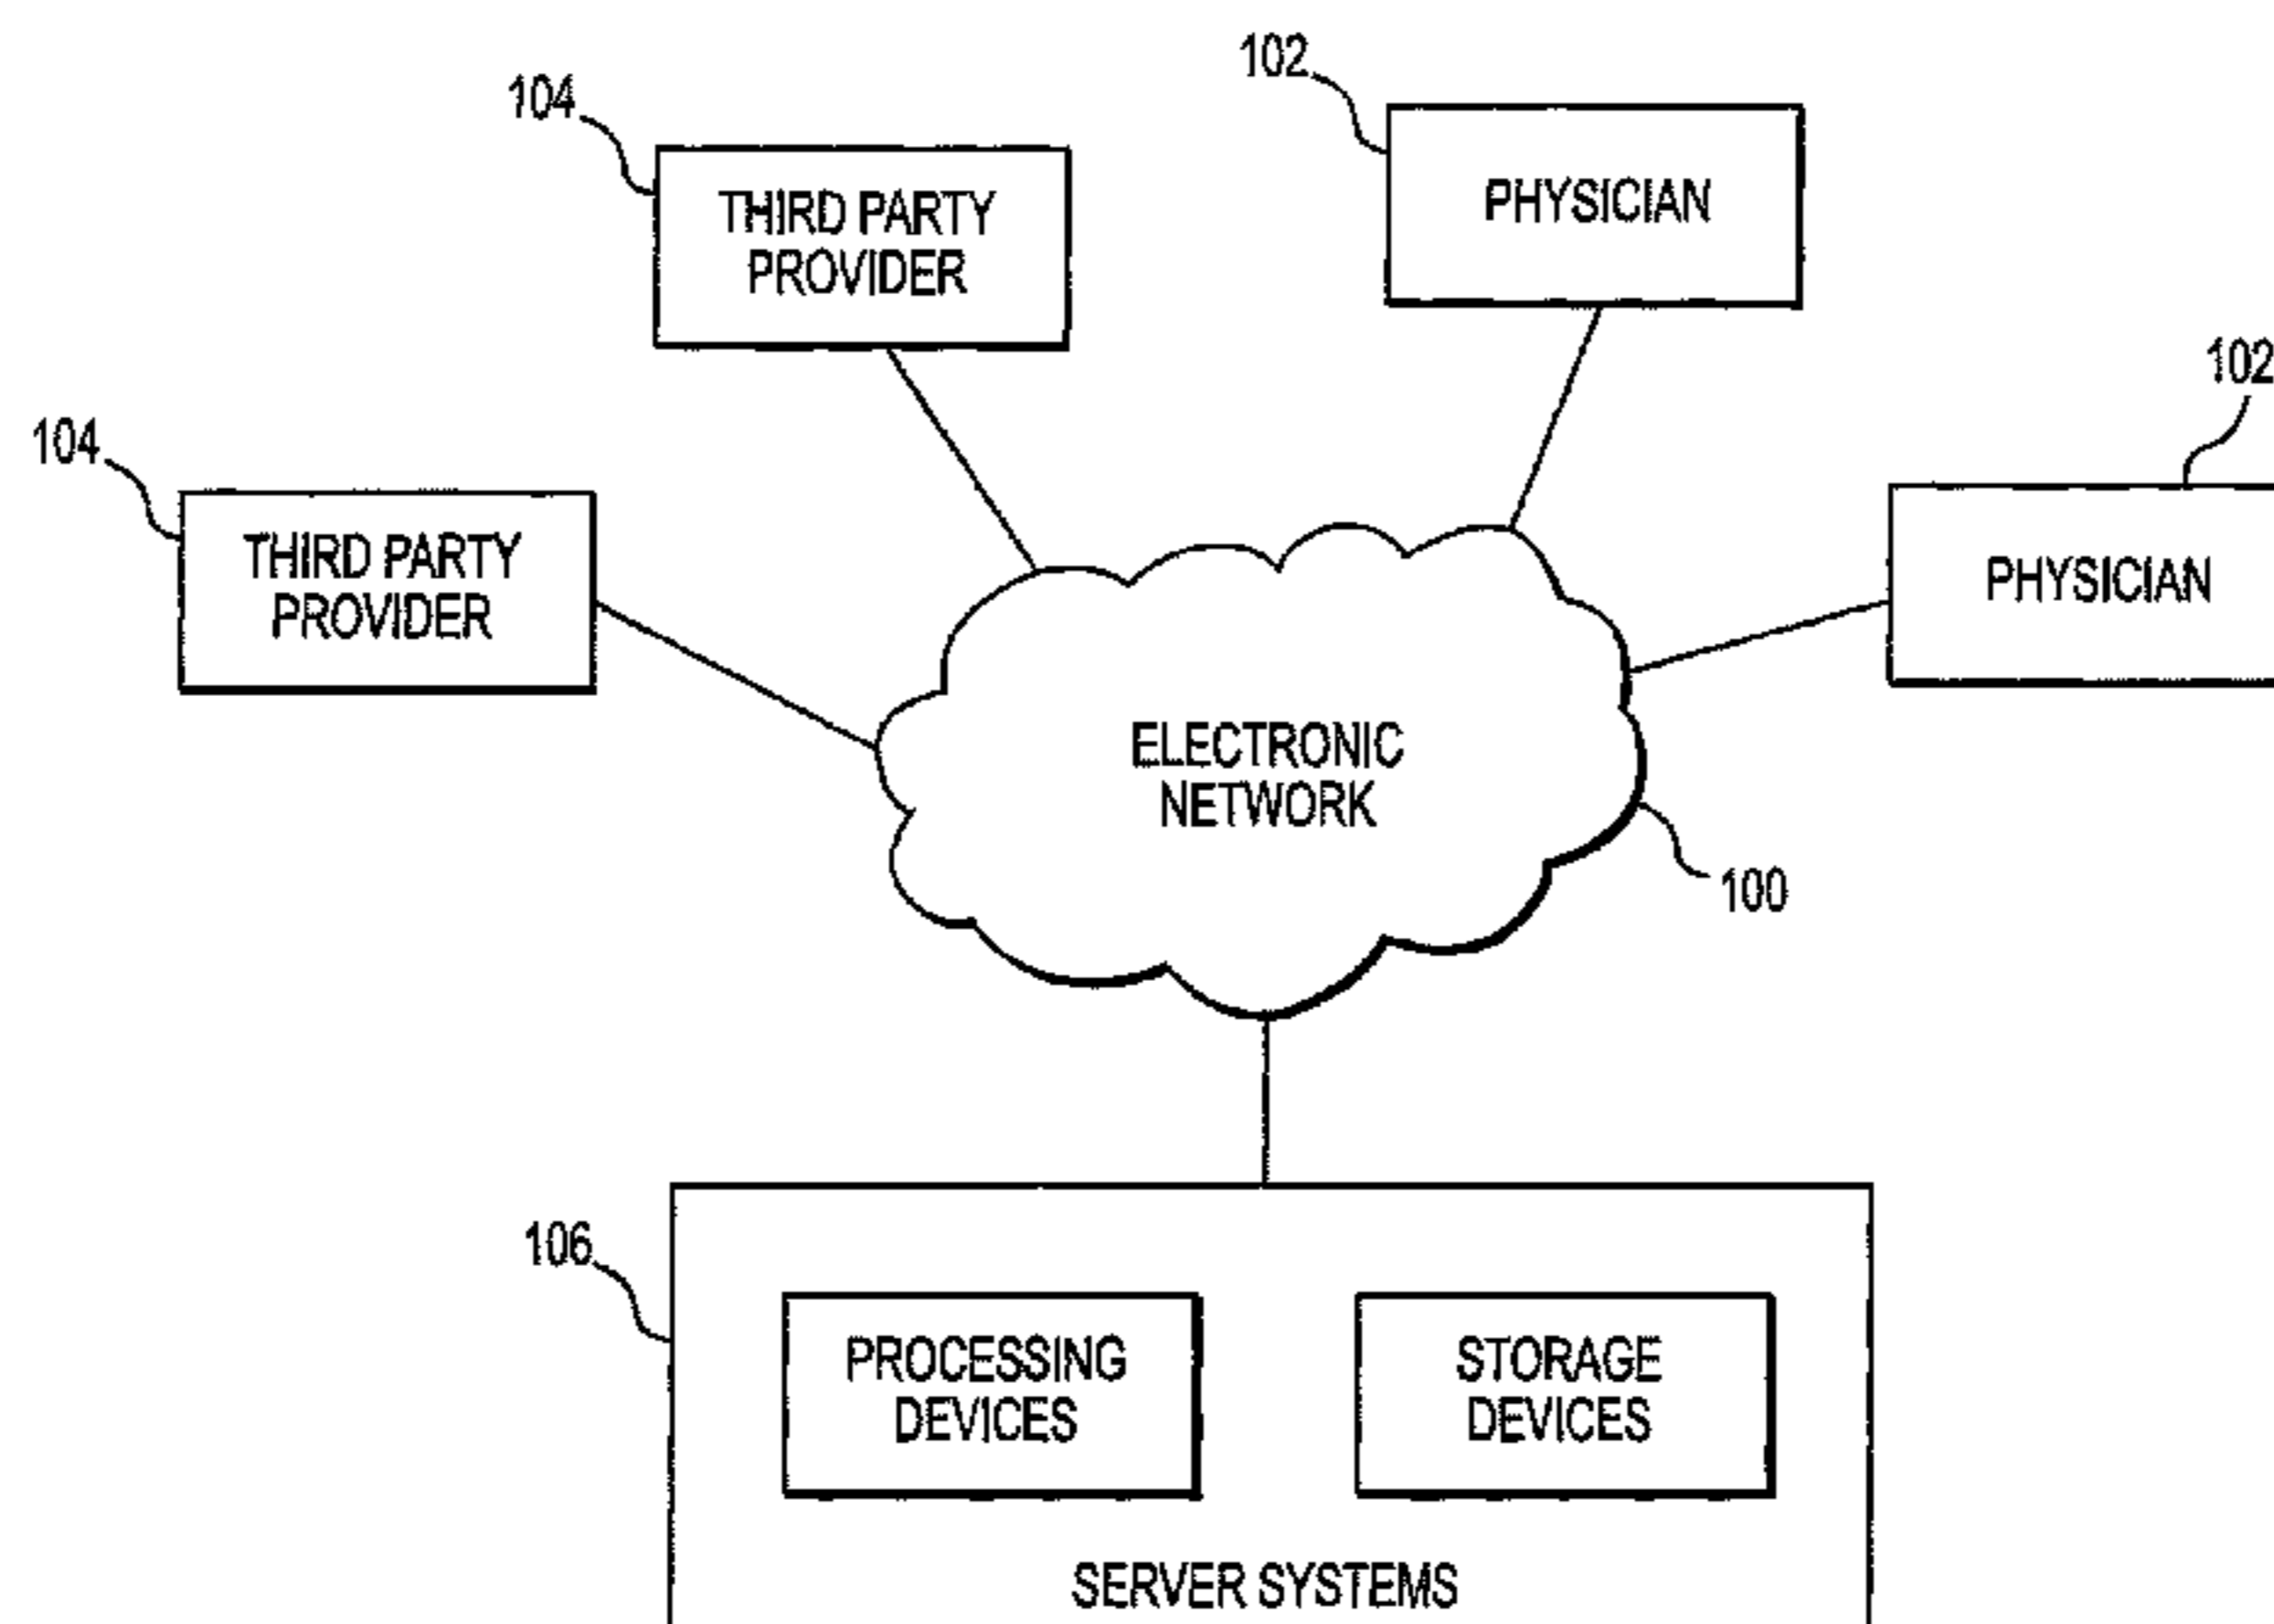 102
104
PHYSICIAN
THIRD PARTY
PROVIDER
102
104
THIRD PARTY
PROVIDER
PHYSICIAN
ELECTRONIC
NETWORK
100
106
PROCESSING
DEVICES
STORAGE
DEVICES
SERVER SYSTEMS